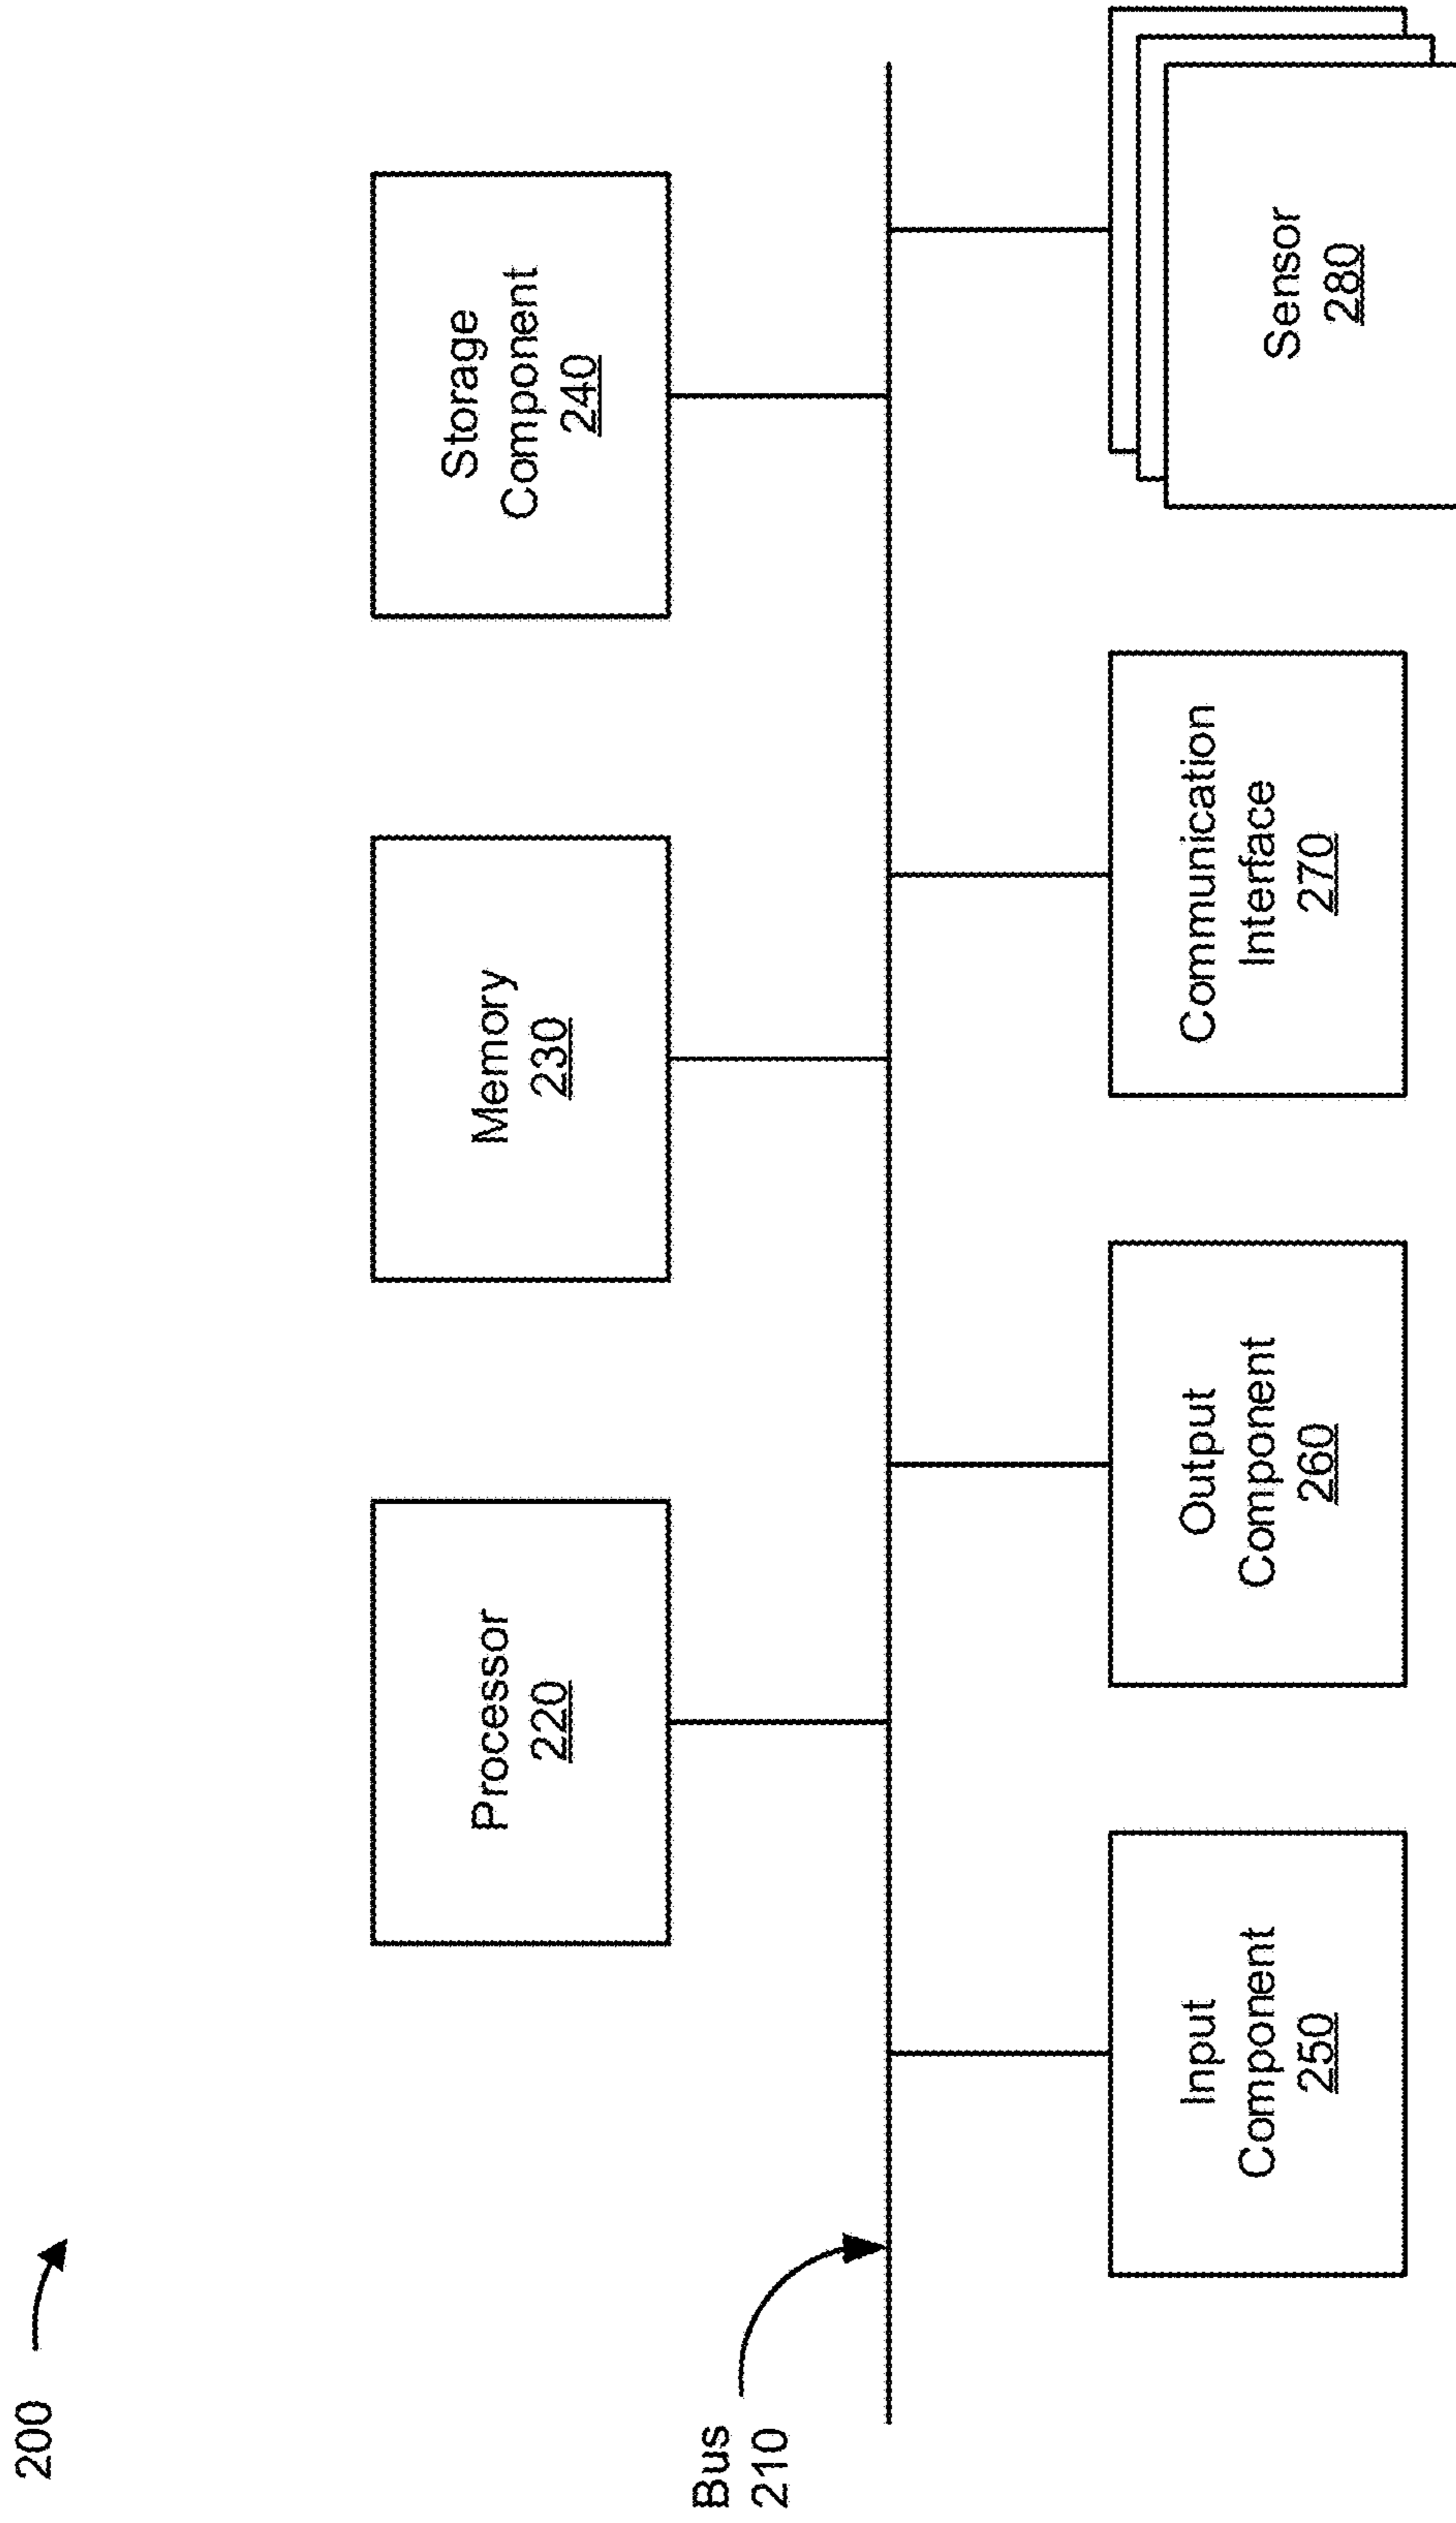 200
Processor
220
Memory
230
Storage
Component
240
Bus
210
Input
Component
250
Output
Component
260
Communication
Interface
270
Sensor
280